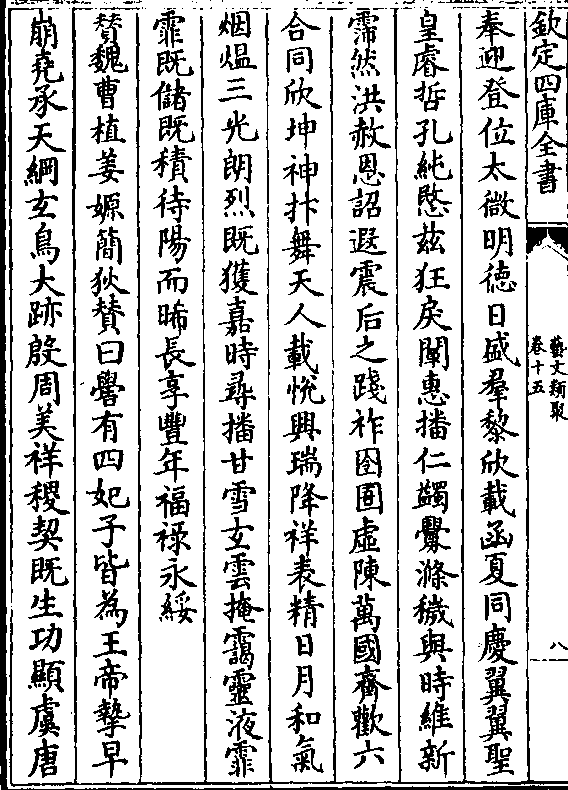 欽定四庫全書
藝文類聚
卷十五
八
奉迎登位太微明徳日盛羣黎欣載函夏同慶翼翼聖
皇睿哲孔純愍兹狂戾闡惠播仁蠲釁滌穢與時維新
霈然洪赦恩詔遐震后之踐祚囹圄虛陳萬國齊歡六
合同欣坤神抃舞天人載恱興瑞降祥表精日月和氣
烟煴三光朗烈既獲嘉時尋播甘雪玄雲掩靄靈液霏
霏既儲既積待陽而晞長享豐年福祿永綏
賛魏曹植姜嫄簡狄賛曰嚳有四妃子皆為王帝摯早
崩堯承天綱玄鳥大跡殷周美祥稷契既生功顯虞唐